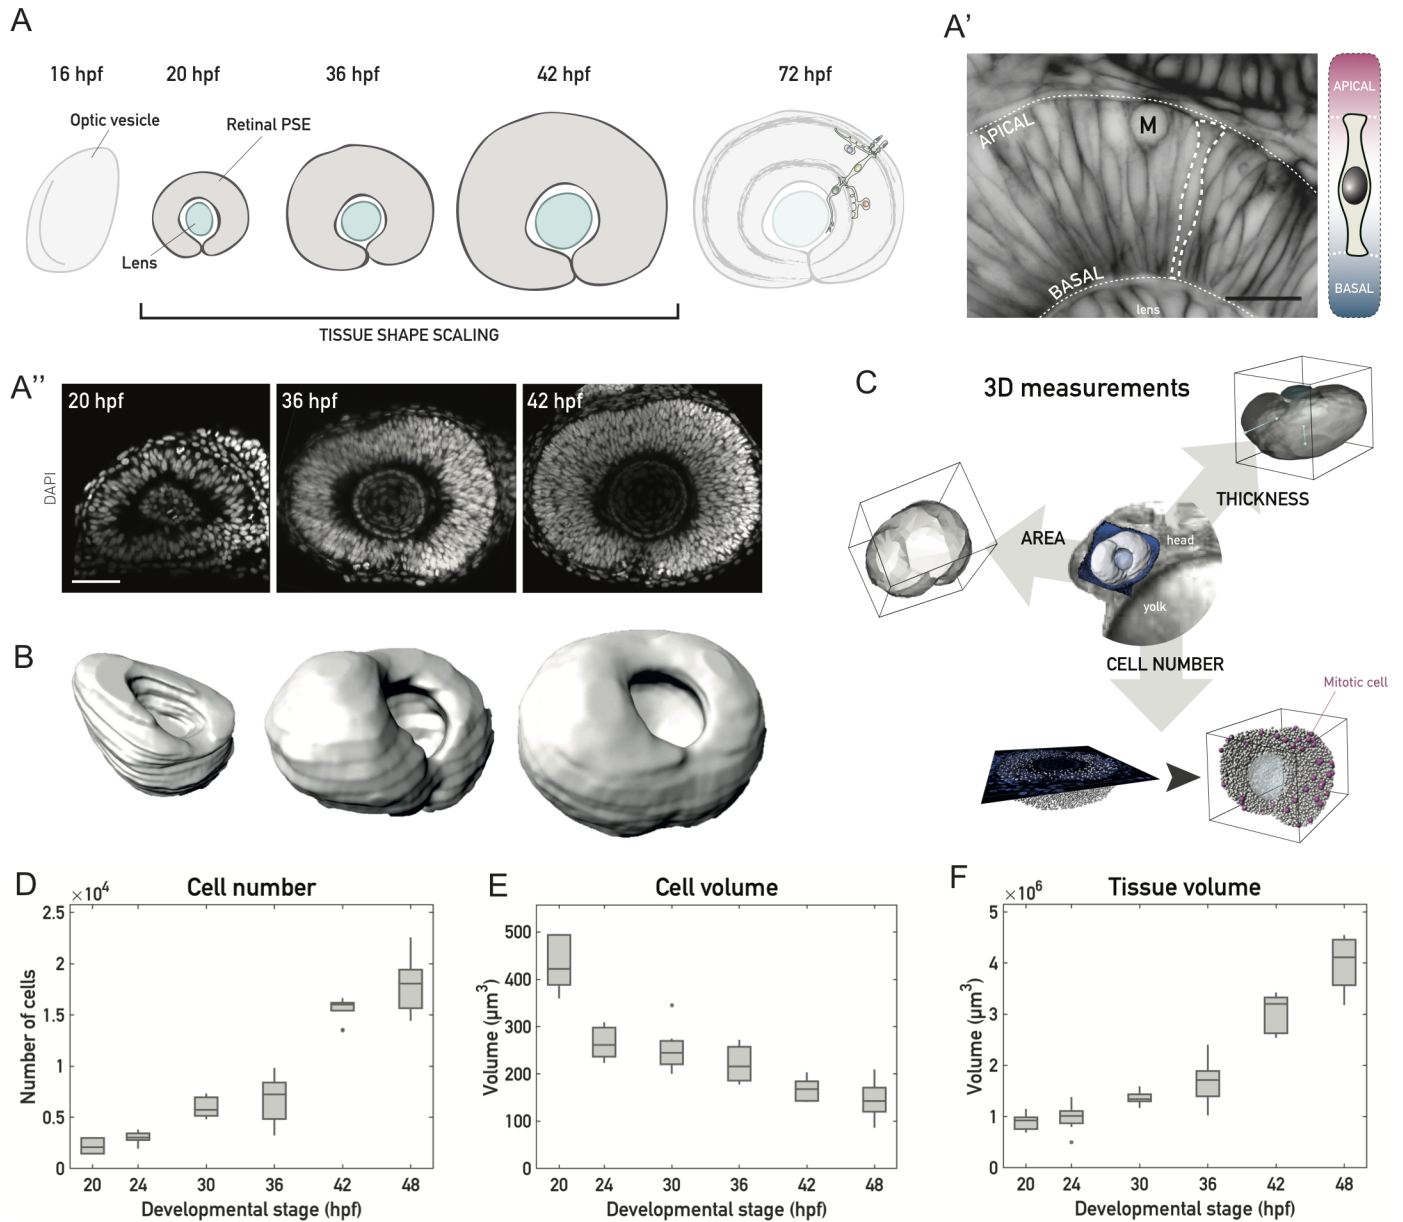 A
16 hpf
20 hpf
36 hpf
42 hpf
72 hpf
Optic vesicle
Retinal PSE
Lens
TISSUE SHAPE SCALING
A’
APICAL
M
BASAL
lens
APICAL
BASAL
A’’
20 hpf
36 hpf
42 hpf
DAPI
B
C
3D measurements
THICKNESS
AREA
head
yolk
CELL NUMBER
Mitotic cell
D
×10⁴
Cell number
2.5
2
1.5
1
0.5
0
Number of cells
20 24 30 36 42 48
Developmental stage (hpf)
E
Cell volume
500
400
300
200
100
0
Volume (µm³)
20 24 30 36 42 48
Developmental stage (hpf)
F
×10⁶
Tissue volume
5
4
3
2
1
0
Volume (µm³)
20 24 30 36 42 48
Developmental stage (hpf)